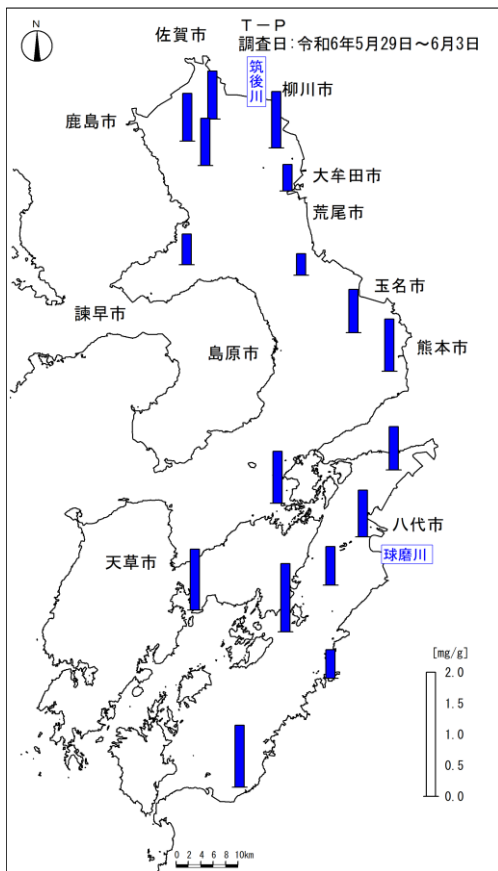 T－P
調査日：令和6年5月29日～6月3日
N
佐賀市
筑後川
柳川市
鹿島市
大牟田市
荒尾市
玉名市
諫早市
島原市
熊本市
八代市
天草市
球磨川
[mg/g]
2.0
1.5
1.0
0.5
0.0
0 2 4 6 8 10km